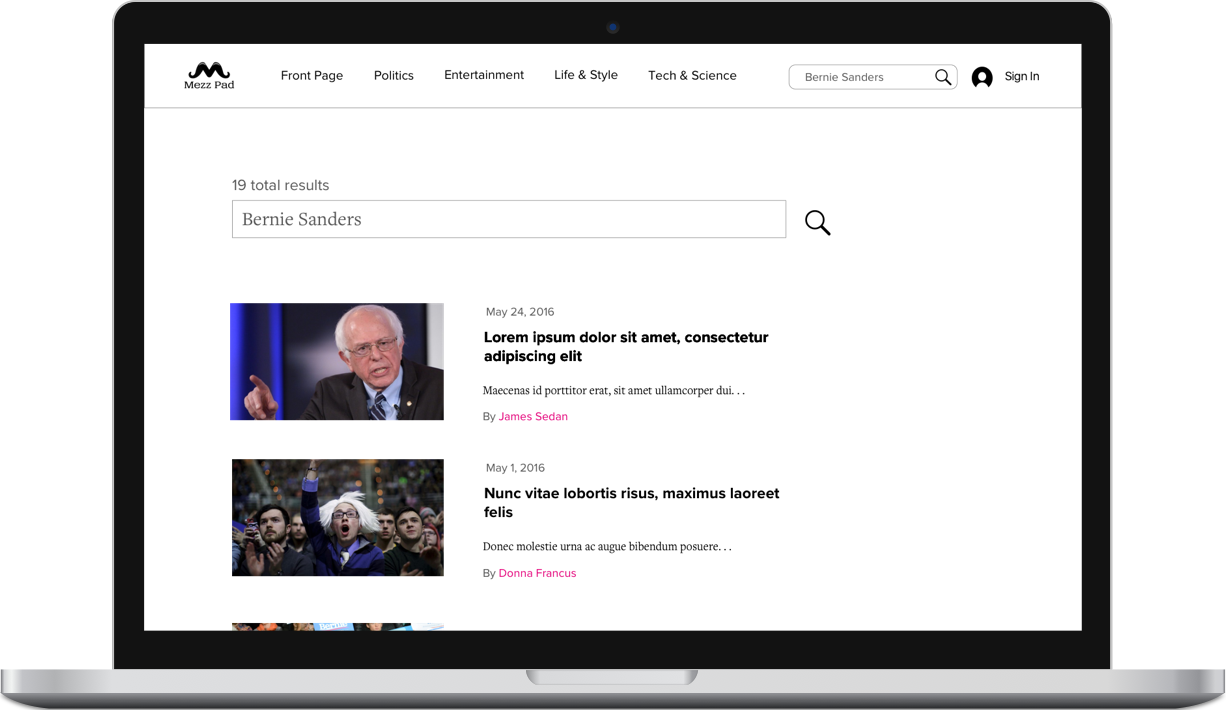 Mezz Pad
Front Page
Politics
Entertainment
Life & Style
Tech & Science
Bernie Sanders
Sign In
19 total results
Bernie Sanders
May 24, 2016
Lorem ipsum dolor sit amet, consectetur
adipiscing elit
Maecenas id porttitor erat, sit amet ullamcorper dui. . .
By James Sedan
May 1, 2016
Nunc vitae lobortis risus, maximus laoreet
felis
Donec molestie urna ac augue bibendum posuere. . .
By Donna Francus
Bernie